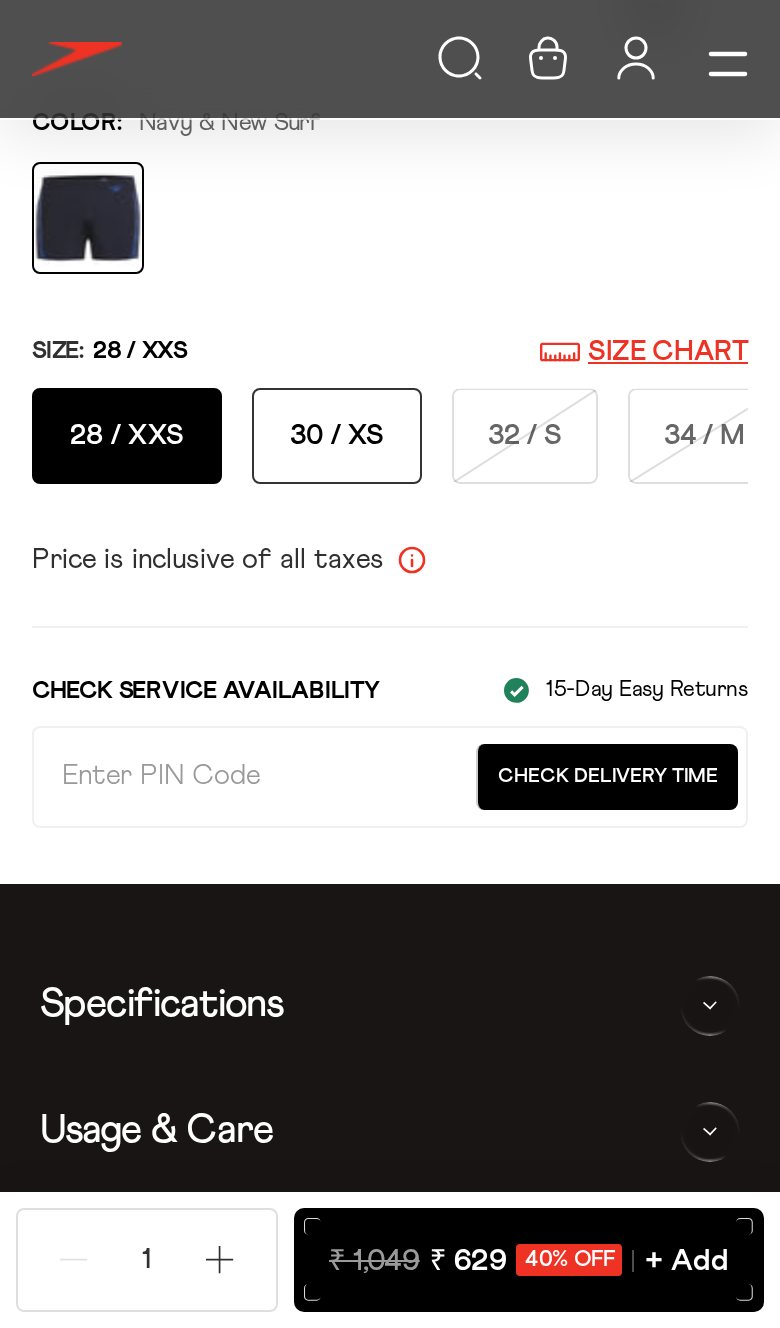 COLOR: Navy & New Surf
SIZE: 28 / XXS
SIZE CHART
28 / XXS
30 / XS
32 / S
34 / M
Price is inclusive of all taxes
CHECK SERVICE AVAILABILITY
15-Day Easy Returns
Enter PIN Code
CHECK DELIVERY TIME
Specifications
Usage & Care
1
₹ 1,049 ₹ 629 40% OFF | + Add